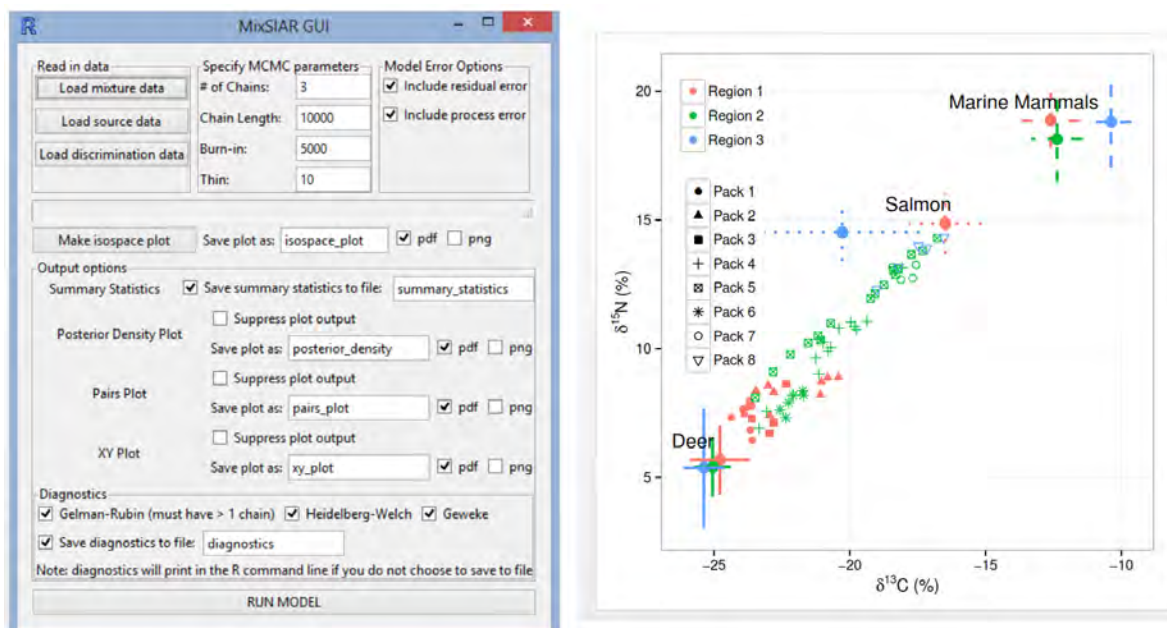 MixSIAR GUI
Read in data
Load mixture data
Load source data
Load discrimination data
Specify MCMC parameters
# of Chains: 3
Chain Length: 10000
Burn-in: 5000
Thin: 10
Model Error Options
Include residual error
Include process error
Make isospace plot Save plot as: isospace_plot pdf png
Output options
Summary Statistics Save summary statistics to file: summary_statistics
Suppress plot output
Posterior Density Plot
Save plot as: posterior_density pdf png
Suppress plot output
Pairs Plot
Save plot as: pairs_plot pdf png
Suppress plot output
XY Plot
Save plot as: xy_plot pdf png
Diagnostics
Gelman-Rubin (must have > 1 chain) Heidelberg-Welch Geweke
Save diagnostics to file: diagnostics
Note: diagnostics will print in the R command line if you do not choose to save to file
RUN MODEL
Region 1
Region 2
Region 3
Pack 1
Pack 2
Pack 3
Pack 4
Pack 5
Pack 6
Pack 7
Pack 8
Marine Mammals
Salmon
Deer
δ15N (%)
20
15
10
5
−25 −20 −15 −10
δ13C (%)